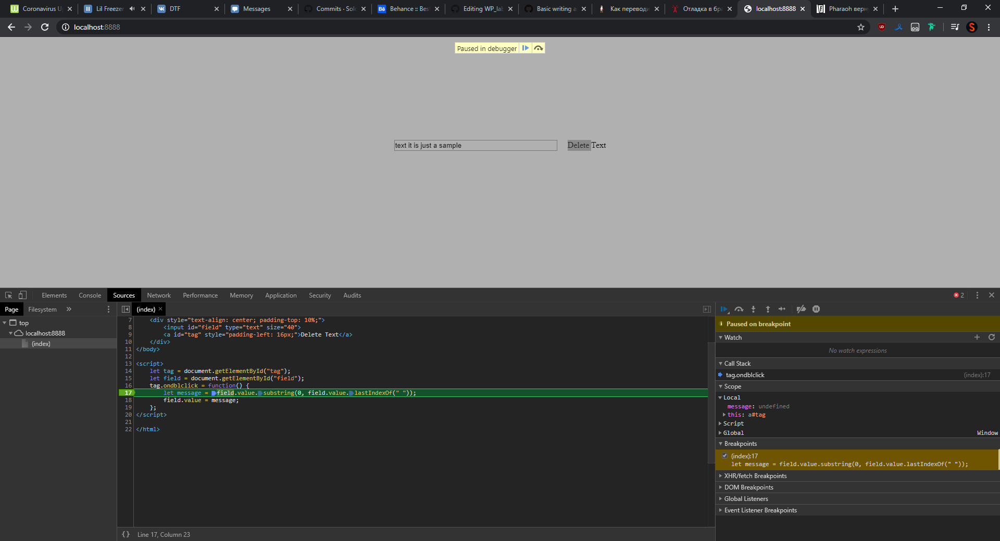 Coronavirus U
Lil Freezer
DTF
Messages
Commits · Solo
Behance :: Bes
Editing WP_lab
Basic writing a
Как переводи
Отладка в бра
localhost:8888
Pharaoh верну
localhost:8888
Paused in debugger
text it is just a sample
Delete Text
Elements
Console
Sources
Network
Performance
Memory
Application
Security
Audits
2
Page
Filesystem
»
(index)
top
localhost:8888
(index)
7 <div style="text-align: center; padding-top: 10%;">
8 <input id="field" type="text" size="40">
9 <a id="tag" style="padding-left: 16px;">Delete Text</a>
10 </div>
11 </body>
12
13 <script>
14 let tag = document.getElementById("tag");
15 let field = document.getElementById("field");
16 tag.ondblclick = function() {
17 let message = field.value.substring(0, field.value.lastIndexOf(" "));
18 field.value = message;
19 };
20 </script>
21
22 </html>
{} Line 17, Column 23
Paused on breakpoint
Watch
No watch expressions
Call Stack
tag.ondblclick (index):17
Scope
Local
message: undefined
this: a#tag
Script
Global Window
Breakpoints
(index):17
let message = field.value.substring(0, field.value.lastIndexOf(" "));
XHR/fetch Breakpoints
DOM Breakpoints
Global Listeners
Event Listener Breakpoints